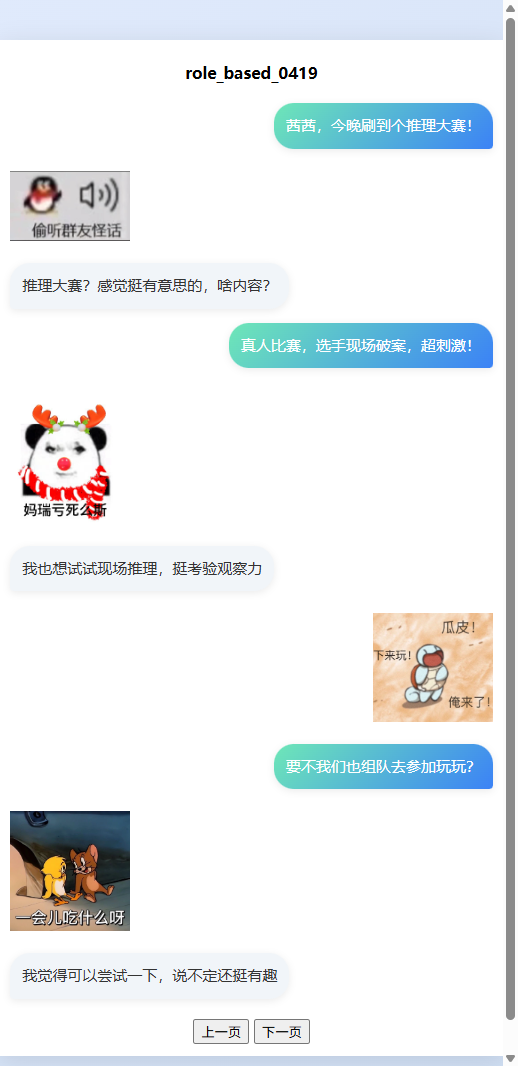 role_based_0419
茜茜，今晚刷到个推理大赛！
偷听群友怪话
推理大赛？感觉挺有意思的，啥内容？
真人比赛，选手现场破案，超刺激！
妈瑞亏死么斯
我也想试试现场推理，挺考验观察力
瓜皮！
下来玩！
俺来了！
要不我们也组队去参加玩玩？
一会儿吃什么呀
我觉得可以尝试一下，说不定还挺有趣
上一页 下一页